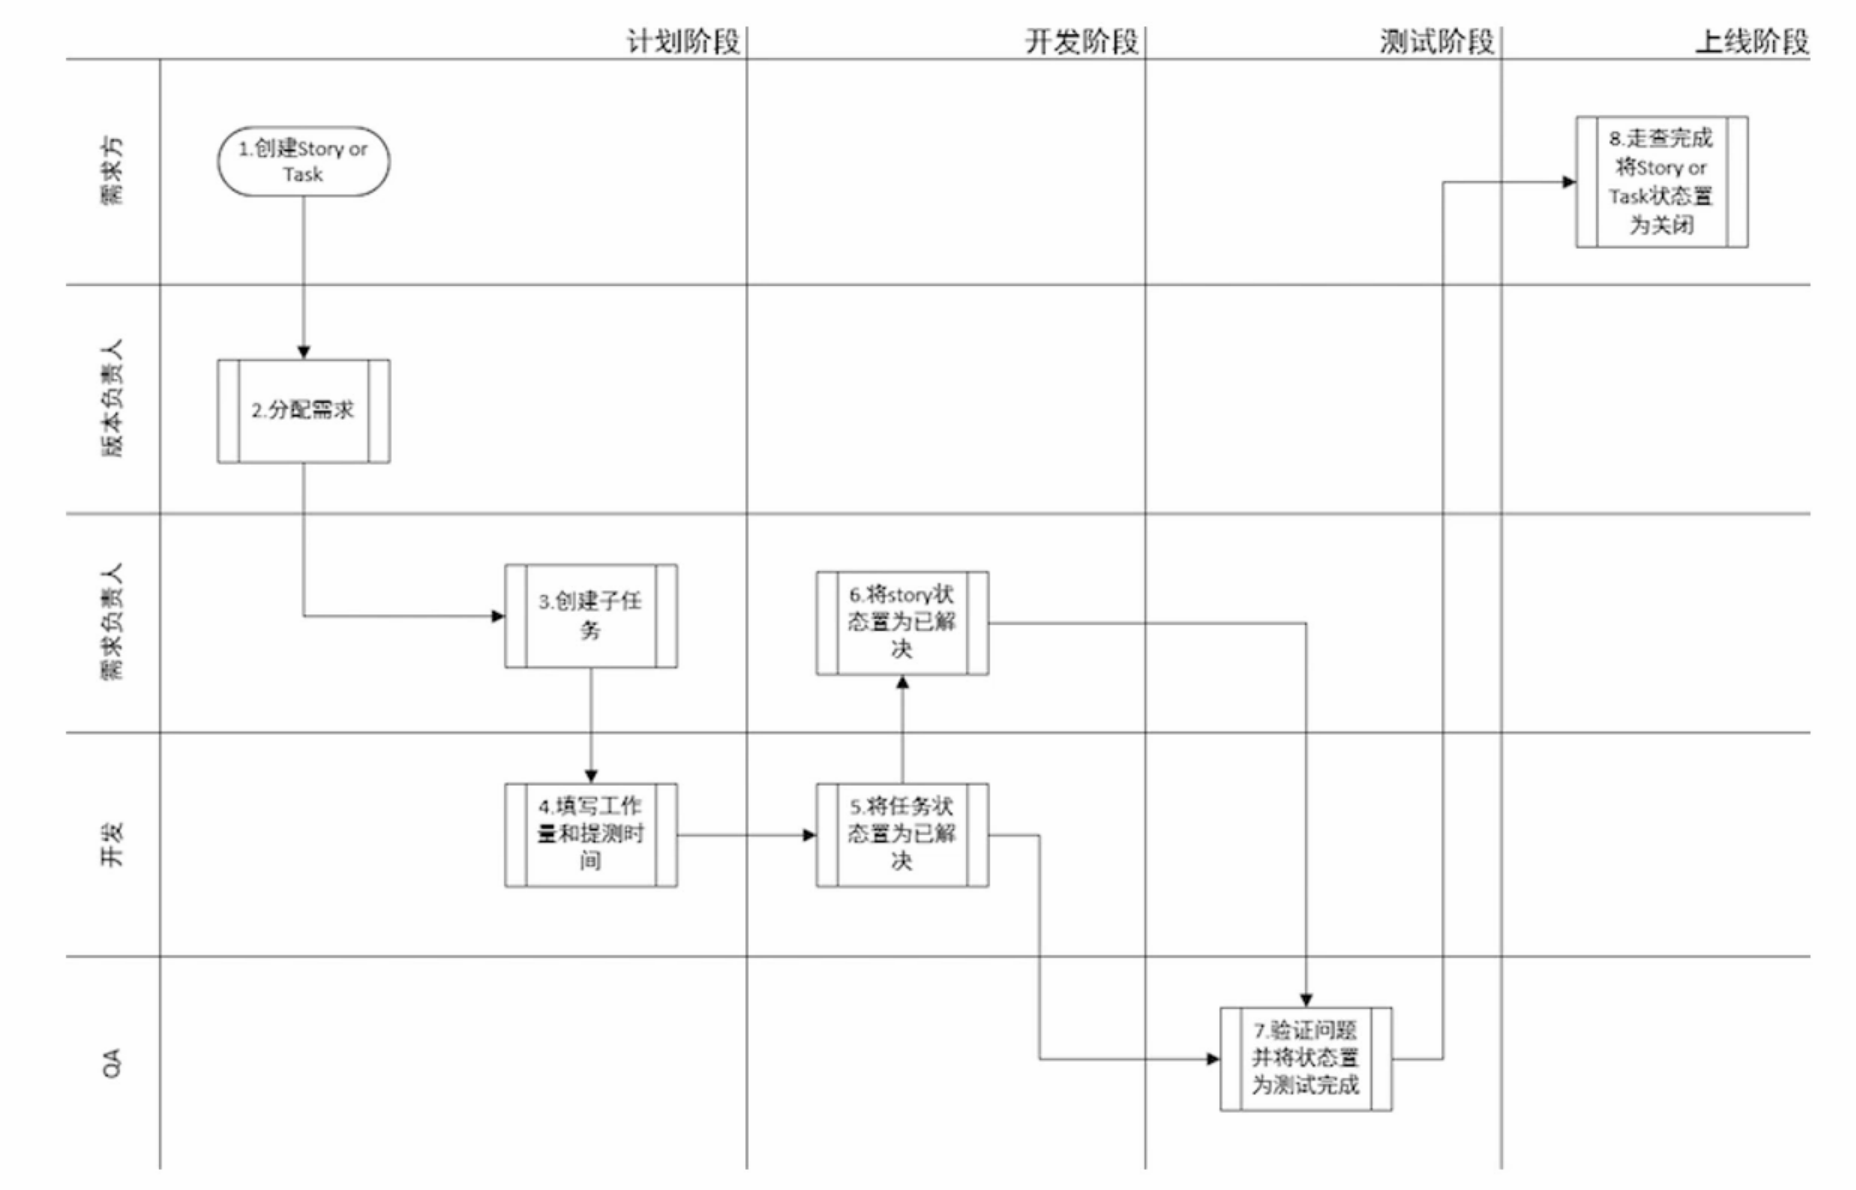 计划阶段
开发阶段
测试阶段
上线阶段
需求方
1.创建Story or
Task
8.走查完成
将Story or
Task状态置
为关闭
版本负责人
2.分配需求
需求负责人
3.创建子任
务
6.将story状
态置为已解
决
开发
4.填写工作
量和提测时
间
5.将任务状
态置为已解
决
QA
7.验证问题
并将状态置
为测试完成